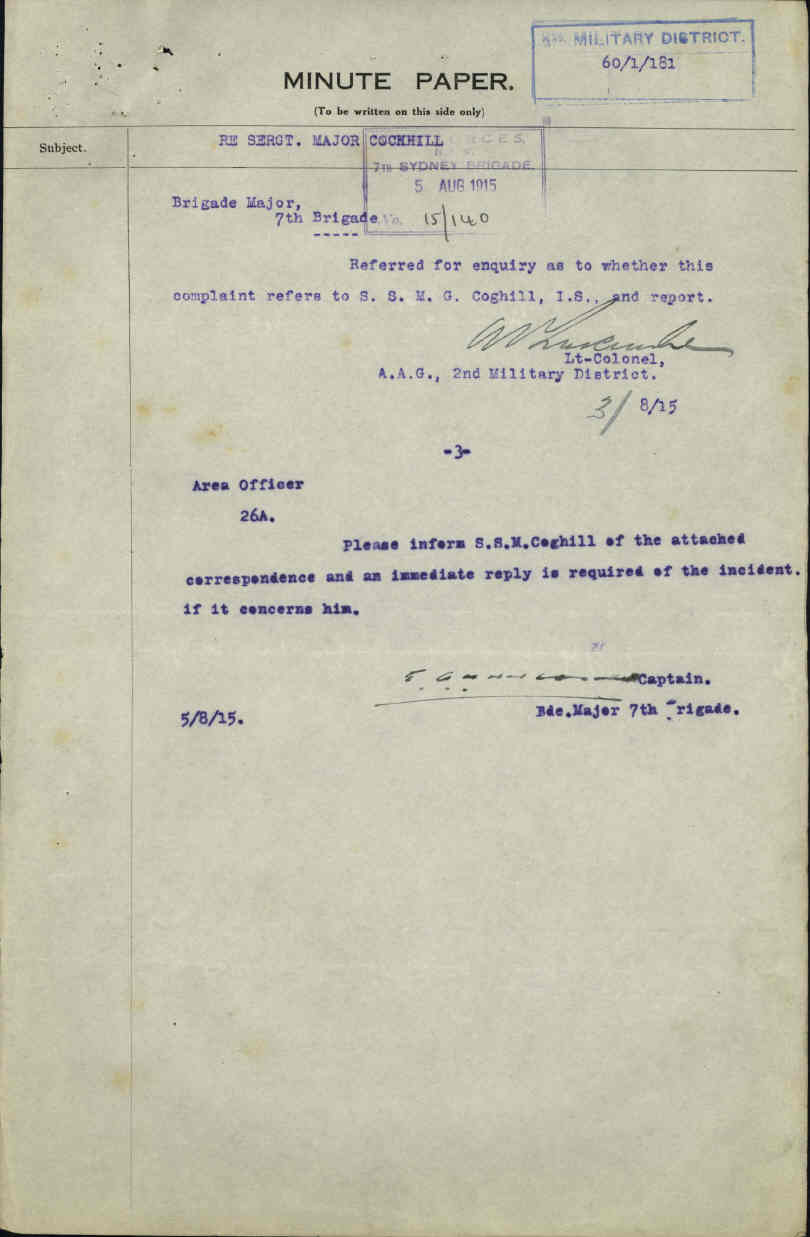 MILITARY DISTRICT.
60/1/181
MINUTE PAPER.
(To be written on this side only)
Subject.
RE SERGT. MAJOR COCKHILL
7TH SYDNEY BRIGADE.
5 AUG 1915
Brigade Major,
7th Brigade No. 15/140
-----
Referred for enquiry as to whether this
complaint refers to S. S. M. G. Coghill, I.S., and report.
Lt-Colonel,
A.A.G., 2nd Military District.
3/ 8/15
-3-
Area Officer
26A.
Please inform S.S.M.Coghill of the attached
correspondence and an immediate reply is required of the incident.
if it concerns him.
Captain.
5/8/15.
Bde.Major 7th Brigade.